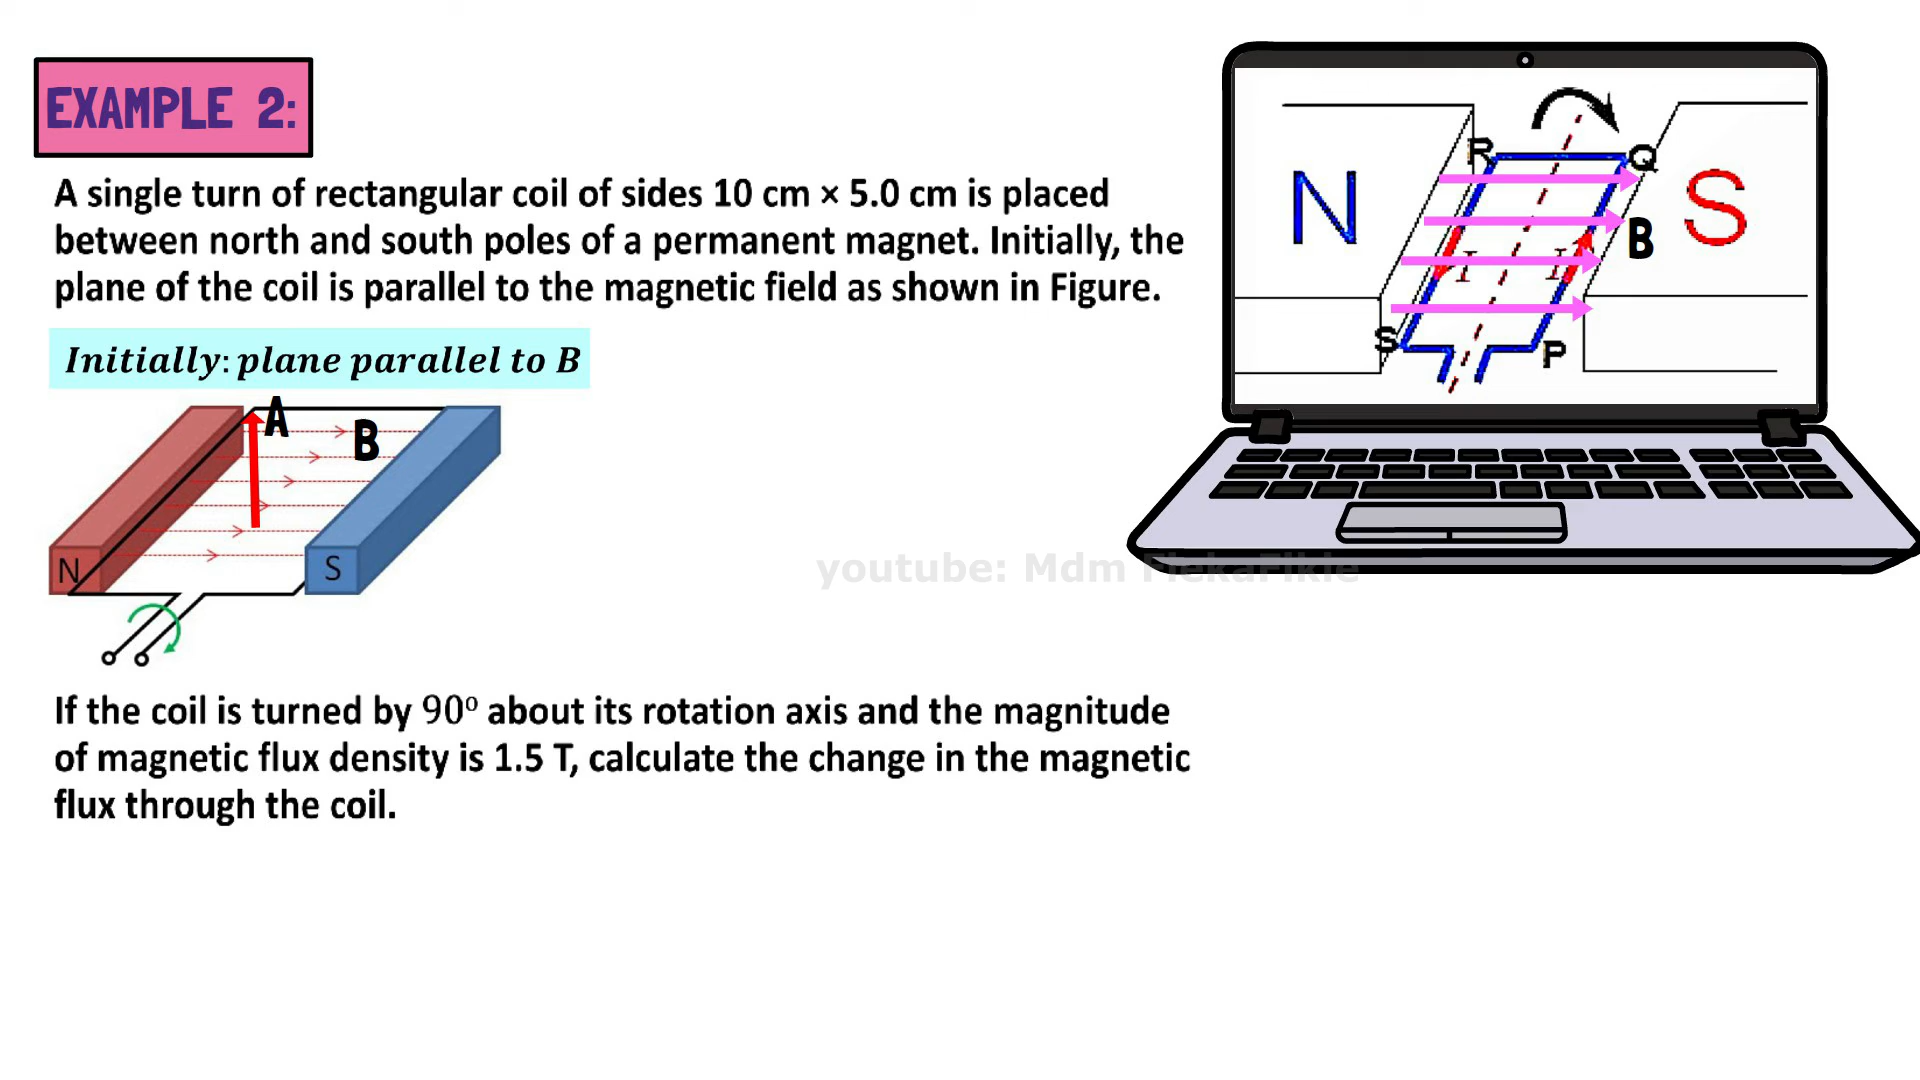 EXAMPLE 2:
A single turn of rectangular coil of sides 10 cm × 5.0 cm is placed
between north and south poles of a permanent magnet. Initially, the
plane of the coil is parallel to the magnetic field as shown in Figure.
Initially: plane parallel to B
A
B
N
S
R
Q
N
S
B
I
I
S
P
youtube: Mdm FiekaFikie
If the coil is turned by 90º about its rotation axis and the magnitude
of magnetic flux density is 1.5 T, calculate the change in the magnetic
flux through the coil.